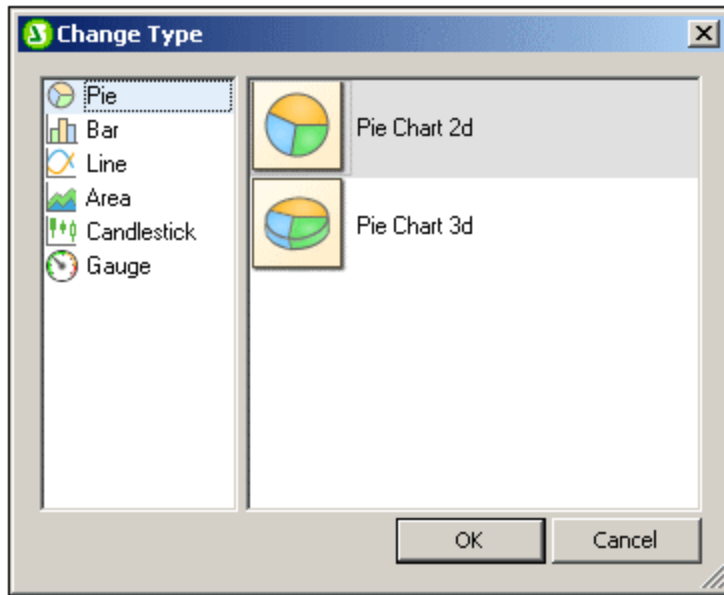 Change Type
Pie
Bar
Line
Area
Candlestick
Gauge
Pie Chart 2d
Pie Chart 3d
OK
Cancel